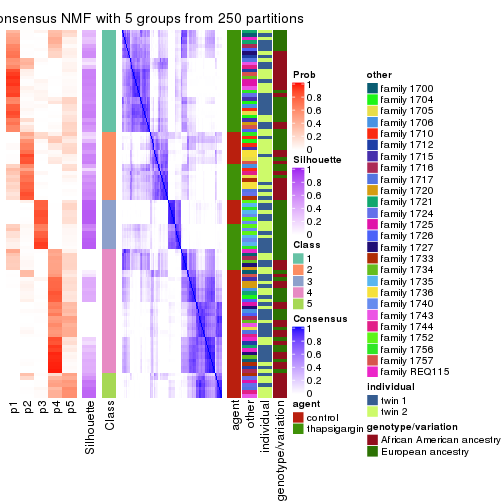 onsensus NMF with 5 groups from 250 partitions
p1
p2
p3
p4
p5
Silhouette
Class
agent
other
individual
genotype/variation
Prob
1
0.8
0.6
0.4
0.2
0
Silhouette
1
0.8
0.6
0.4
0.2
0
Class
1
2
3
4
5
Consensus
1
0.8
0.6
0.4
0.2
0
agent
control
thapsigargin
other
family 1700
family 1704
family 1705
family 1706
family 1710
family 1712
family 1715
family 1716
family 1717
family 1720
family 1721
family 1724
family 1725
family 1726
family 1727
family 1733
family 1734
family 1735
family 1736
family 1740
family 1743
family 1744
family 1752
family 1756
family 1757
family REQ115
individual
twin 1
twin 2
genotype/variation
African American ancestry
European ancestry